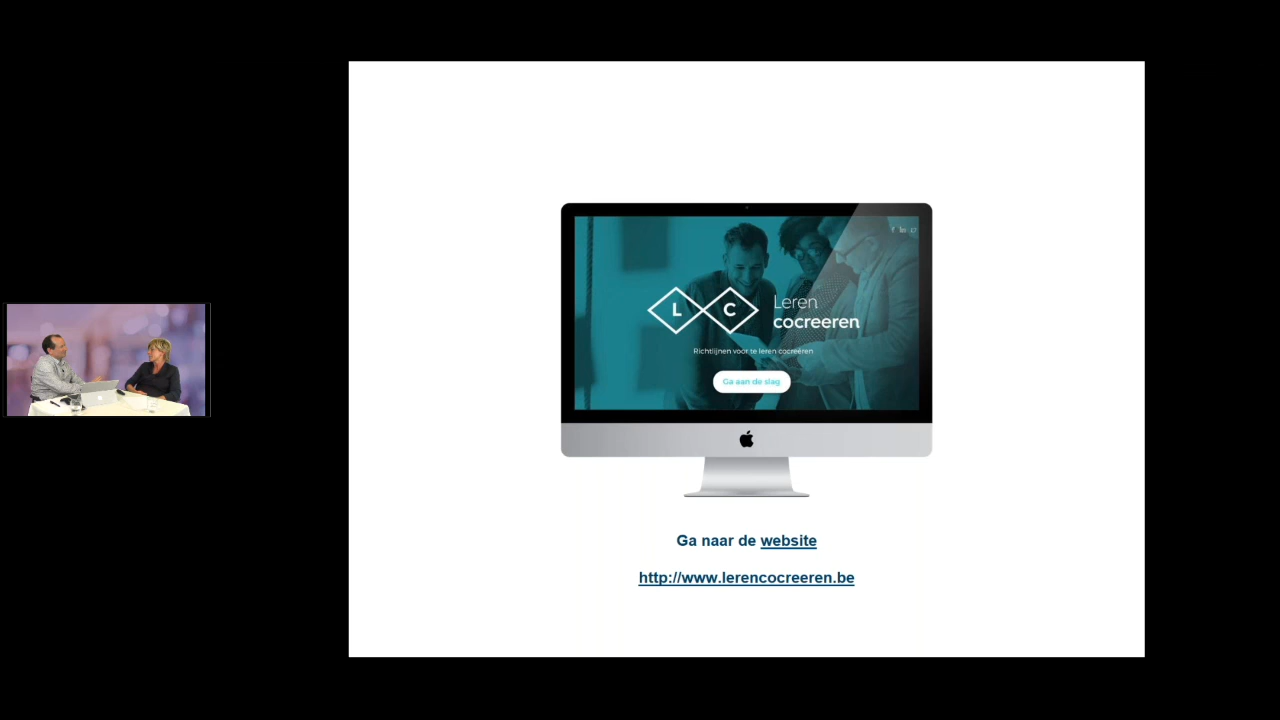 L C
Leren
cocreeren
Richtlijnen voor te leren cocreëren
Ga aan de slag
Ga naar de website
http://www.lerencocreeren.be